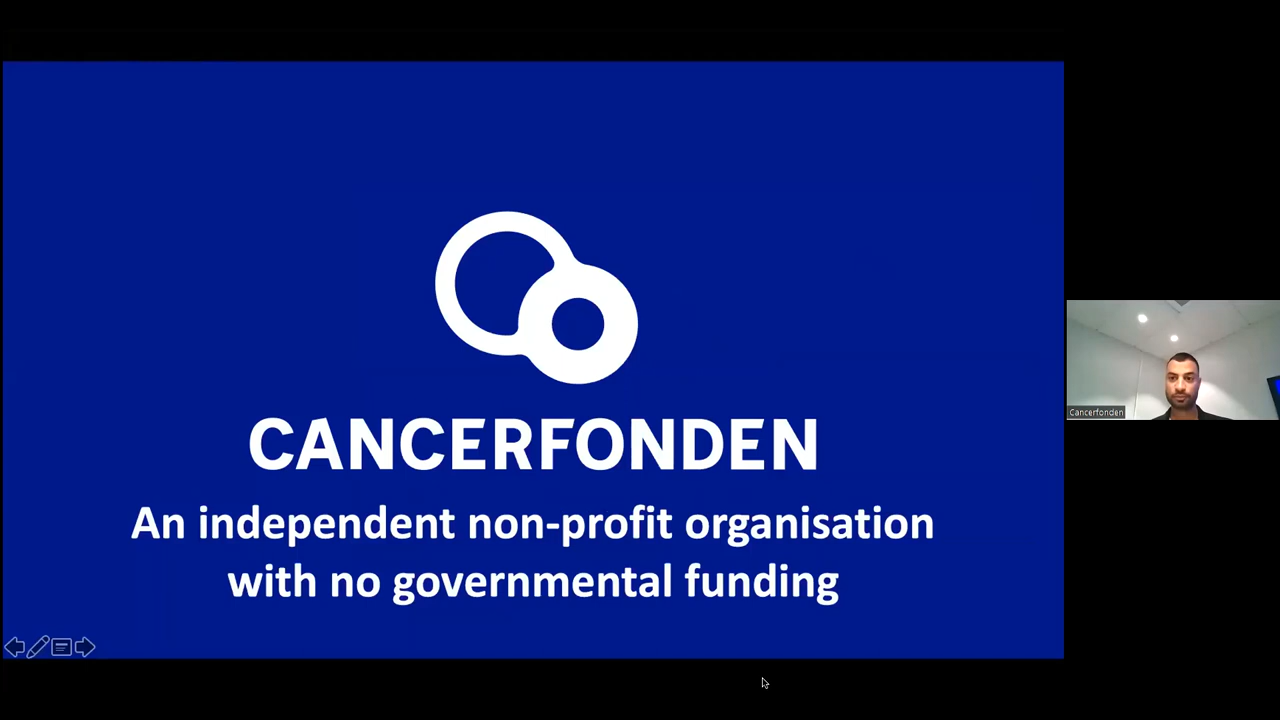 CANCERFONDEN
An independent non-profit organisation
with no governmental funding
Cancerfonden